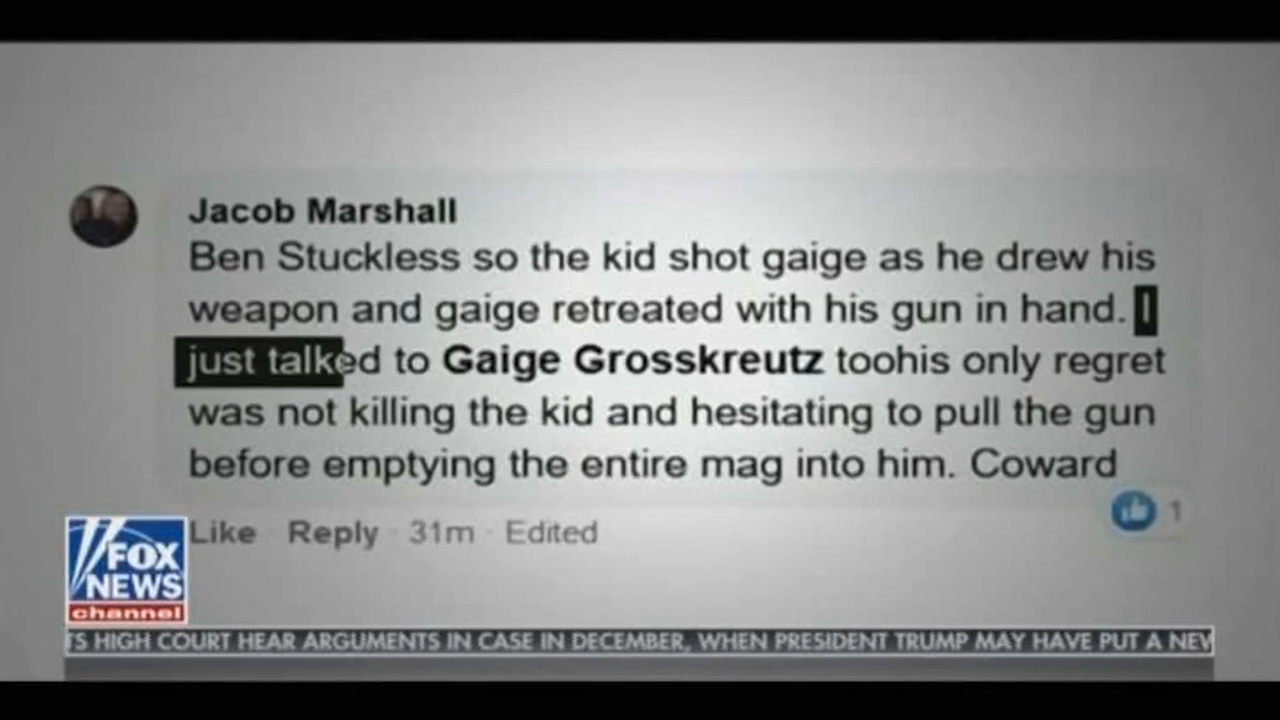 Jacob Marshall
Ben Stuckless so the kid shot gaige as he drew his
weapon and gaige retreated with his gun in hand. I
just talked to Gaige Grosskreutz toohis only regret
was not killing the kid and hesitating to pull the gun
before emptying the entire mag into him. Coward
1
Like · Reply · 31m · Edited
FOX
NEWS
channel
'S HIGH COURT HEAR ARGUMENTS IN CASE IN DECEMBER, WHEN PRESIDENT TRUMP MAY HAVE PUT A NEW